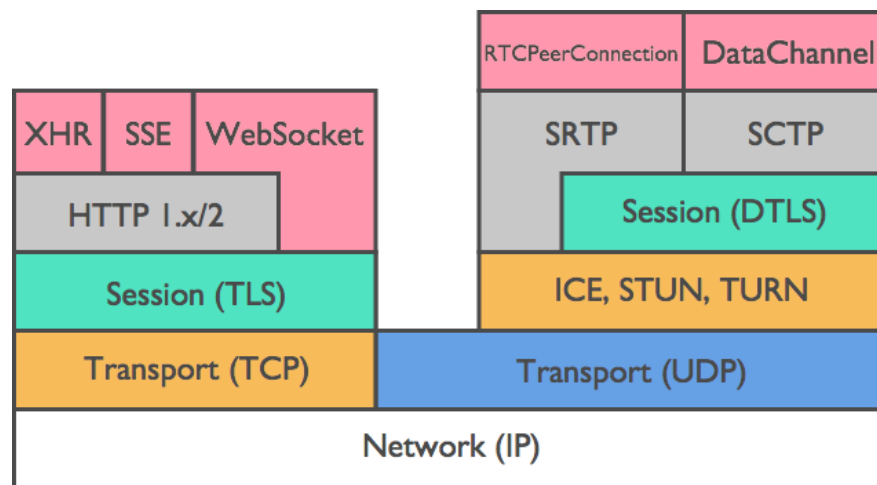 RTCPeerConnection DataChannel
XHR SSE WebSocket SRTP SCTP
HTTP 1.x/2 Session (DTLS)
Session (TLS) ICE, STUN, TURN
Transport (TCP) Transport (UDP)
Network (IP)